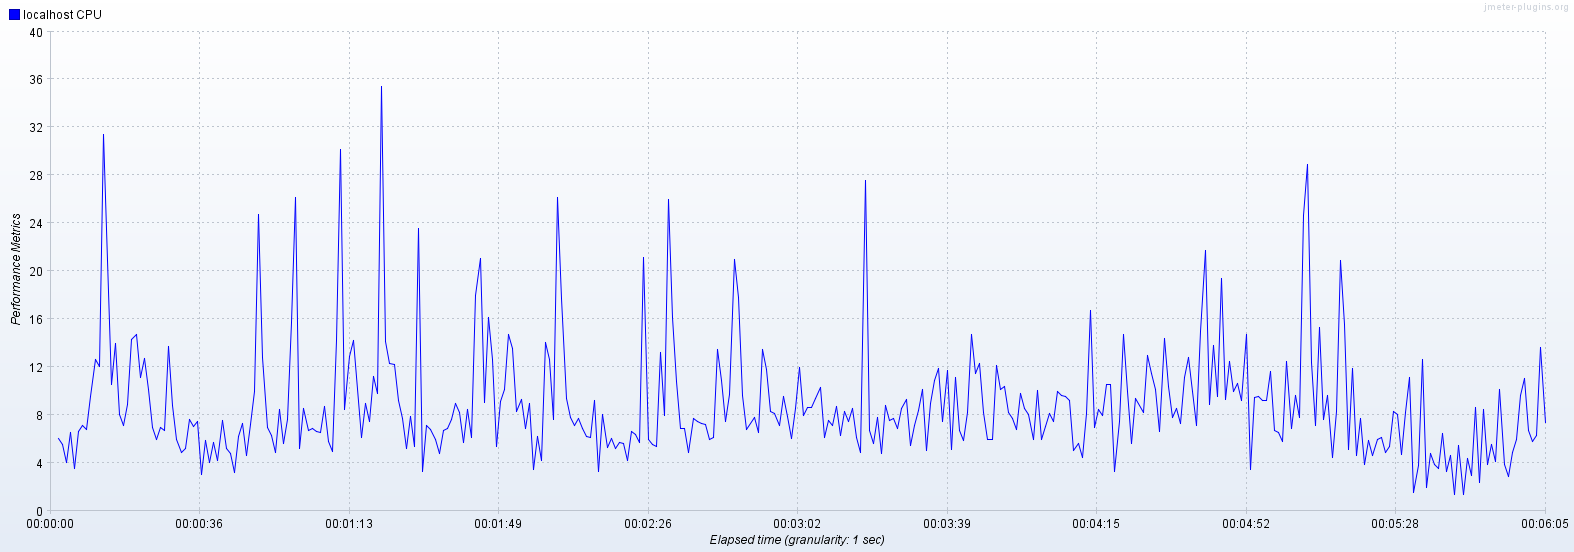 localhost CPU
jmeter-plugins.org
40
36
32
28
24
20
16
12
8
4
0
Performance Metrics
00:00:00 00:00:36 00:01:13 00:01:49 00:02:26 00:03:02 00:03:39 00:04:15 00:04:52 00:05:28 00:06:05
Elapsed time (granularity: 1 sec)